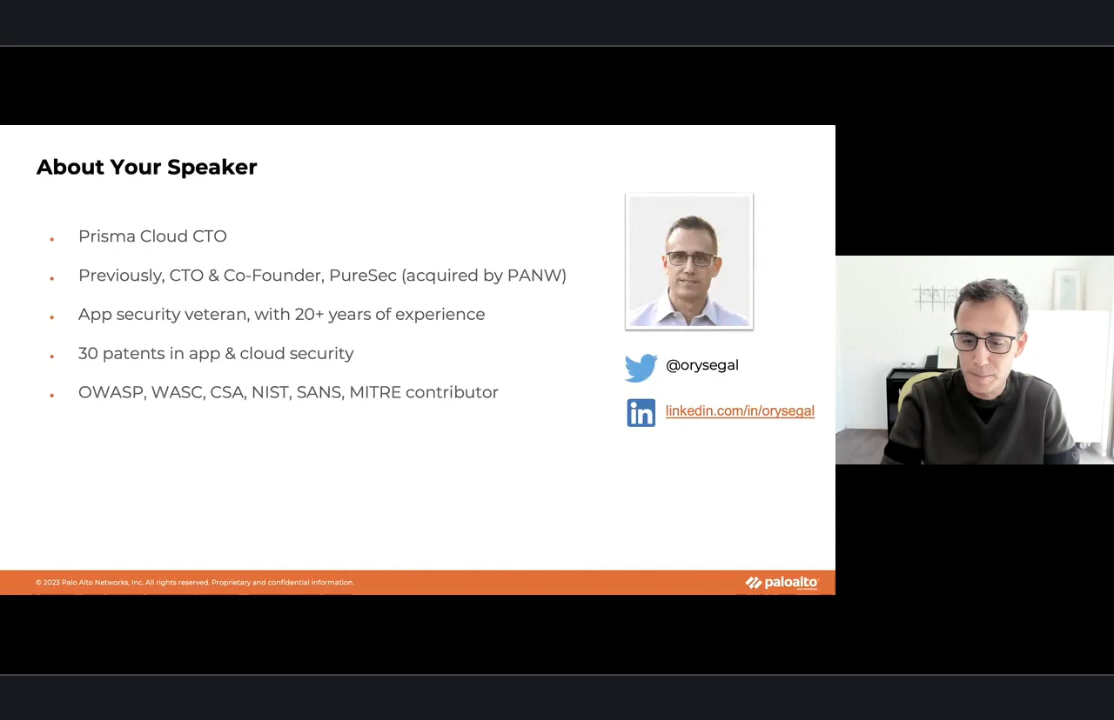 About Your Speaker
Prisma Cloud CTO
Previously, CTO & Co-Founder, PureSec (acquired by PANW)
App security veteran, with 20+ years of experience
30 patents in app & cloud security
OWASP, WASC, CSA, NIST, SANS, MITRE contributor
@orysegal
in linkedin.com/in/orysegal
© 2023 Palo Alto Networks, Inc. All rights reserved. Proprietary and confidential information.
paloalto